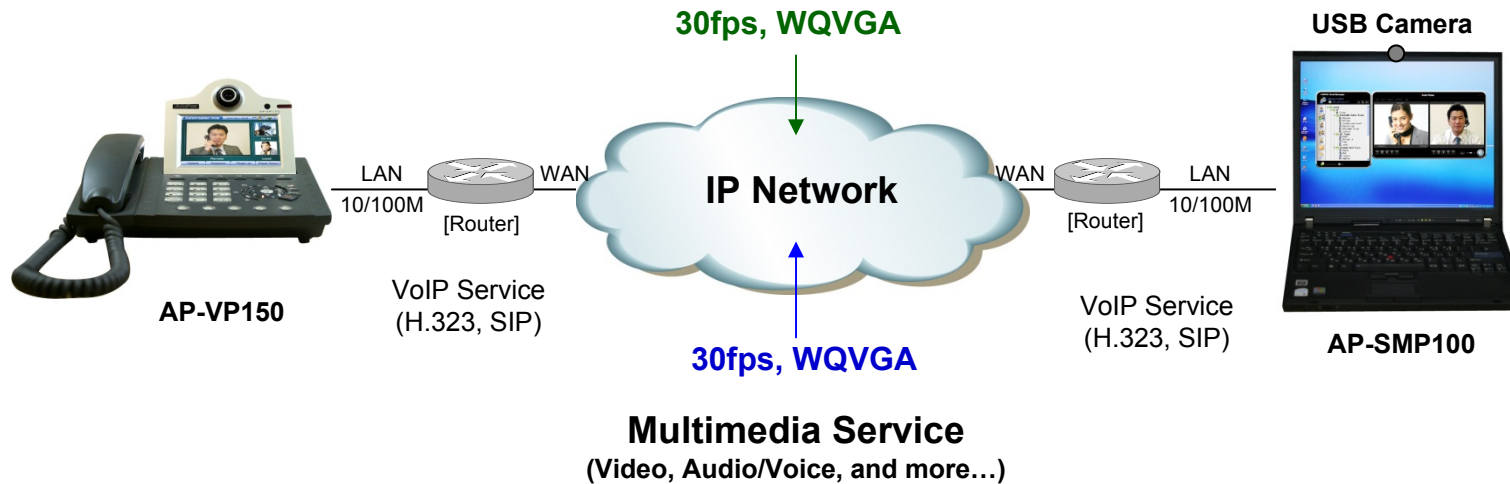 30fps, WQVGA
USB Camera
LAN
10/100M
[Router]
WAN
IP Network
WAN
[Router]
LAN
10/100M
AP-VP150
VoIP Service
(H.323, SIP)
30fps, WQVGA
VoIP Service
(H.323, SIP)
AP-SMP100
Multimedia Service
(Video, Audio/Voice, and more…)